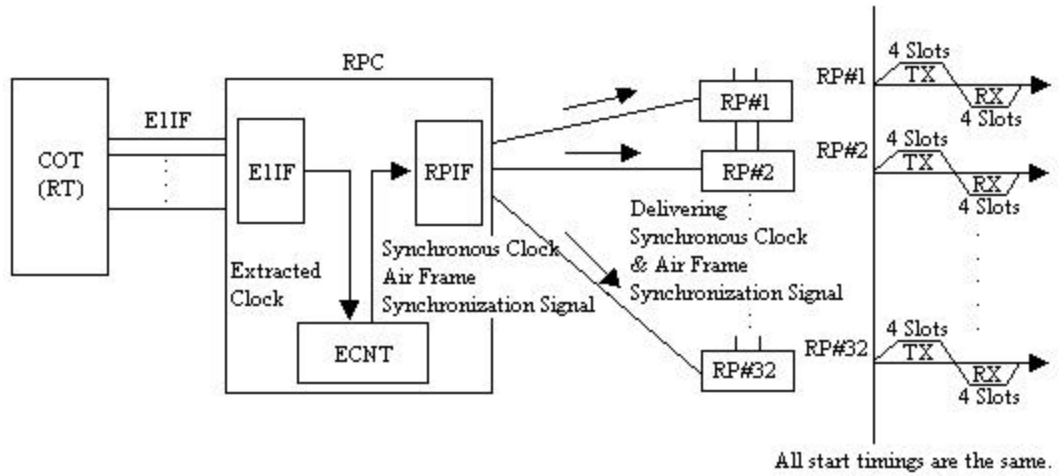 RPC
COT
(RT)
E1IF
E1IF
RPIF
Extracted
Clock
ECNT
Synchronous Clock
Air Frame
Synchronization Signal
RP#1
RP#2
RP#32
Delivering
Synchronous Clock
& Air Frame
Synchronization Signal
RP#1
4 Slots
TX
RX
4 Slots
RP#2
4 Slots
TX
RX
4 Slots
RP#32
4 Slots
TX
RX
4 Slots
All start timings are the same.